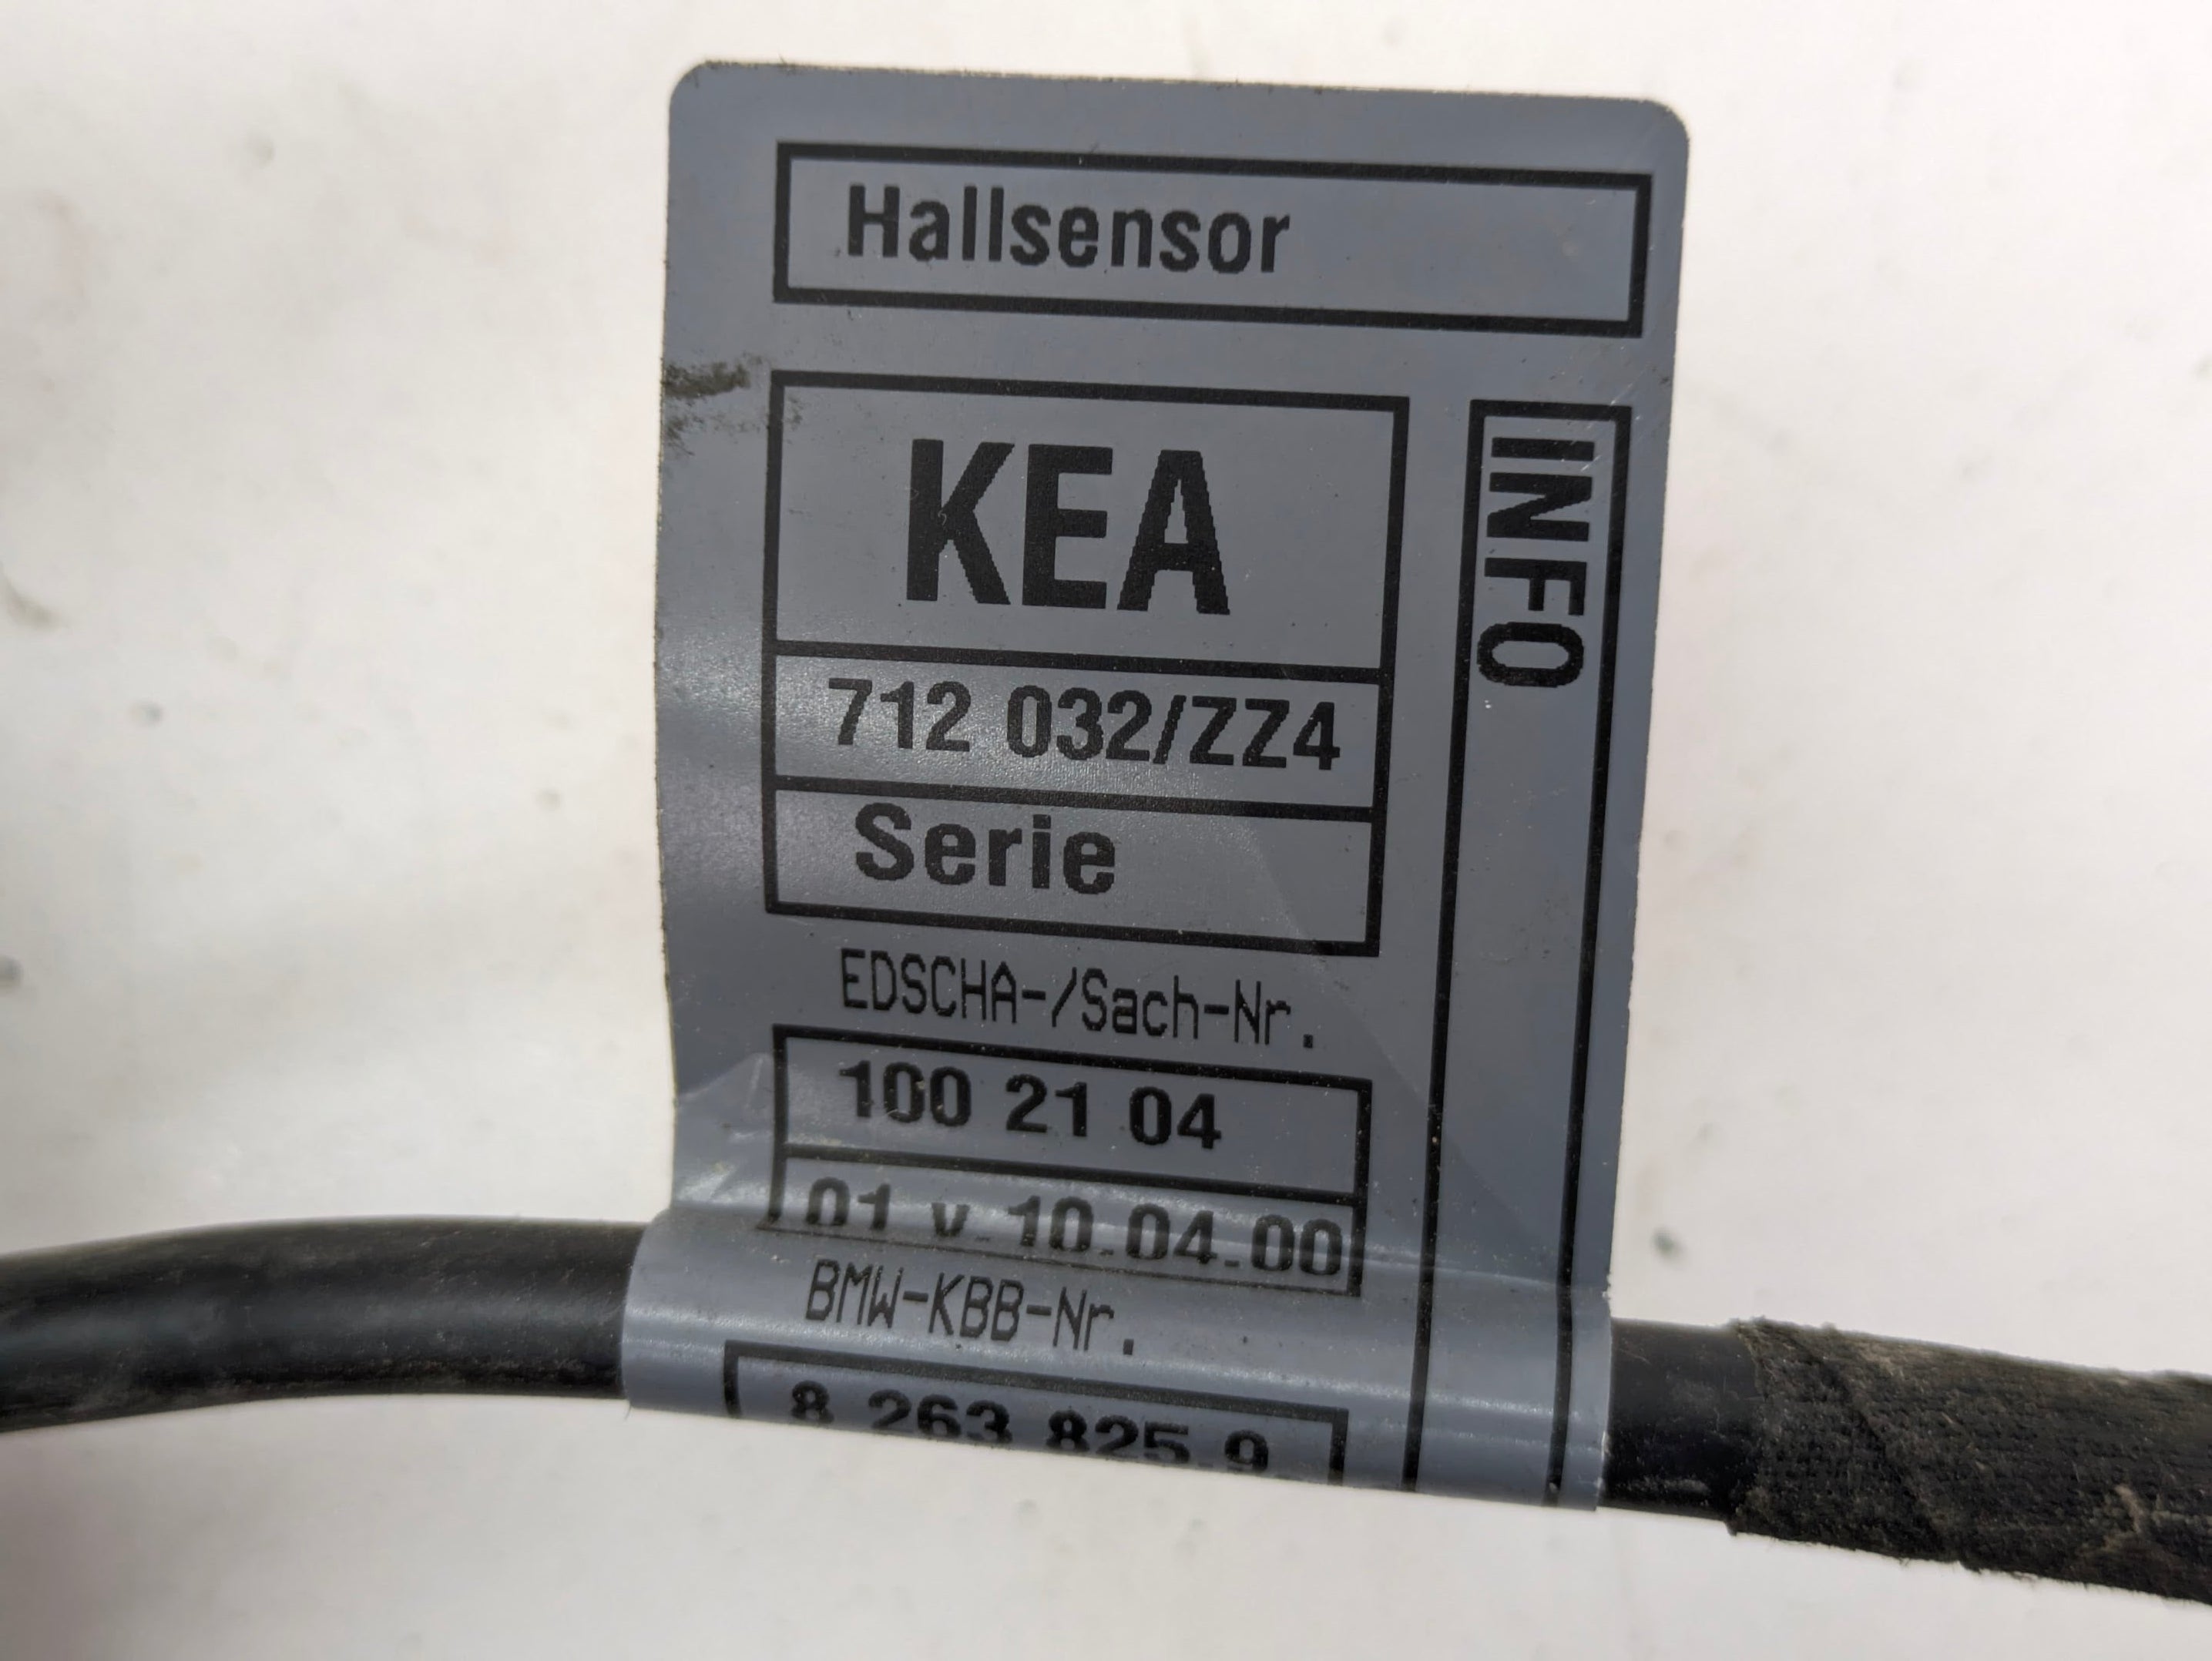 Hallsensor
KEA
INFO
712 032/ZZ4
Serie
EDSCHA-/Sach-Nr.
100 21 04
01 v. 10.04.00
BMW-KBB-Nr.
8 263 825.9